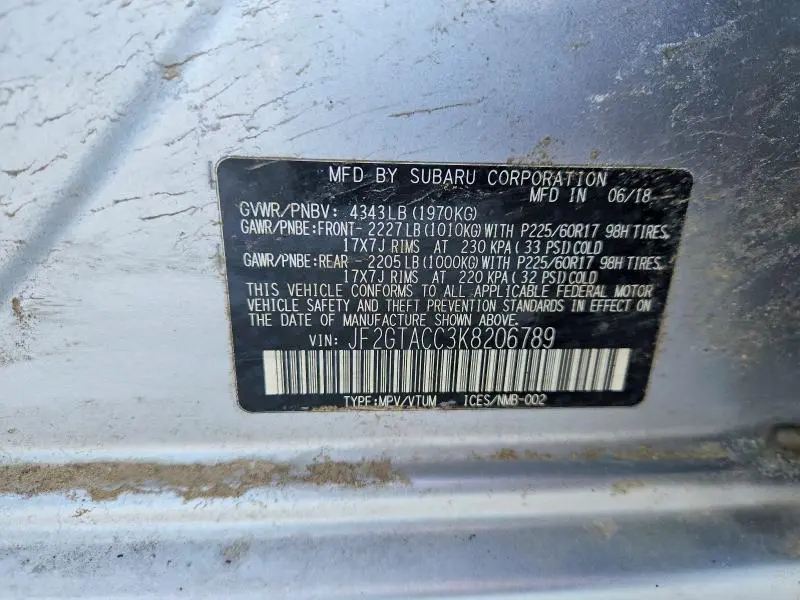 MFD BY SUBARU CORPORATION
MFD IN 06/18
GVWR/PNBV: 4343LB (1970KG)
GAWR/PNBE:FRONT- 2227LB (1010KG) WITH P225/60R17 98H TIRES,
17X7J RIMS AT 230 KPA (33 PSI) COLD
GAWR/PNBE:REAR - 2205LB (1000KG) WITH P225/60R17 98H TIRES,
17X7J RIMS AT 220 KPA (32 PSI) COLD
THIS VEHICLE CONFORMS TO ALL APPLICABLE FEDERAL MOTOR
VEHICLE SAFETY AND THEFT PREVENTION STANDARDS IN EFFECT ON
THE DATE OF MANUFACTURE SHOWN ABOVE.
VIN: JF2GTACC3K8206789
TYPE:MPV/VTUM ICES/NMB-002